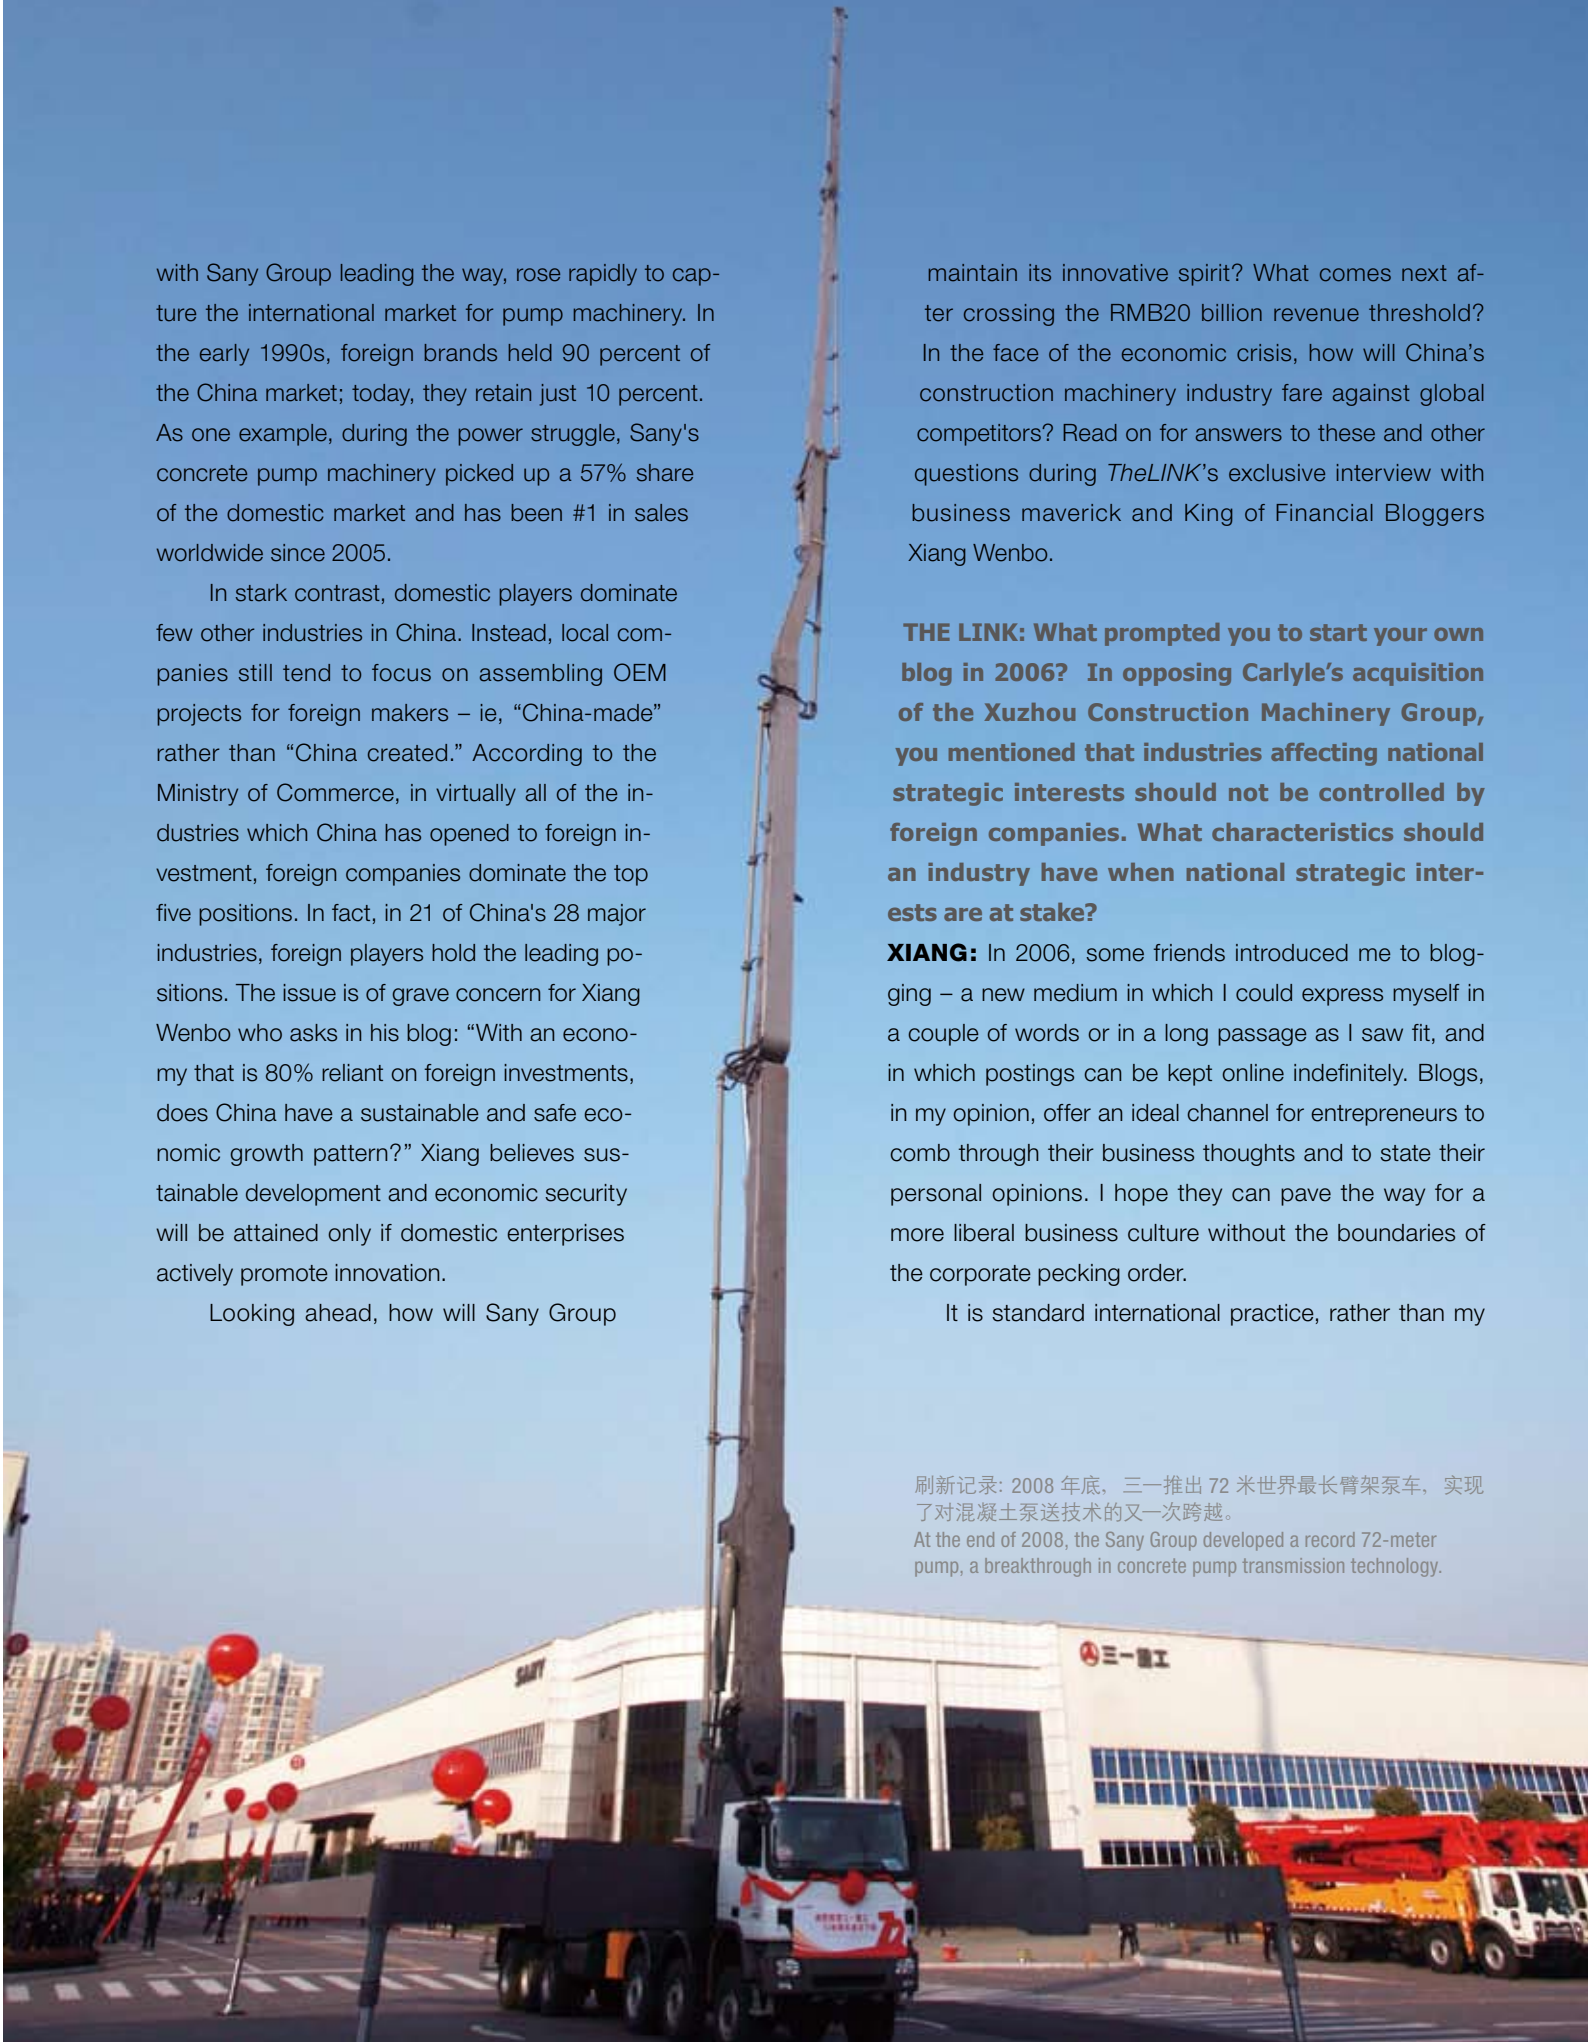 with Sany Group leading the way, rose rapidly to cap-
ture the international market for pump machinery. In
the early 1990s, foreign brands held 90 percent of
the China market; today, they retain just 10 percent.
As one example, during the power struggle, Sany's
concrete pump machinery picked up a 57% share
of the domestic market and has been #1 in sales
worldwide since 2005.
In stark contrast, domestic players dominate
few other industries in China. Instead, local com-
panies still tend to focus on assembling OEM
projects for foreign makers – ie, “China-made”
rather than “China created.” According to the
Ministry of Commerce, in virtually all of the in-
dustries which China has opened to foreign in-
vestment, foreign companies dominate the top
five positions. In fact, in 21 of China's 28 major
industries, foreign players hold the leading po-
sitions. The issue is of grave concern for Xiang
Wenbo who asks in his blog: “With an econo-
my that is 80% reliant on foreign investments,
does China have a sustainable and safe eco-
nomic growth pattern?” Xiang believes sus-
tainable development and economic security
will be attained only if domestic enterprises
actively promote innovation.
Looking ahead, how will Sany Group
maintain its innovative spirit? What comes next af-
ter crossing the RMB20 billion revenue threshold?
In the face of the economic crisis, how will China’s
construction machinery industry fare against global
competitors? Read on for answers to these and other
questions during TheLINK’s exclusive interview with
business maverick and King of Financial Bloggers
Xiang Wenbo.
THE LINK: What prompted you to start your own
blog in 2006? In opposing Carlyle’s acquisition
of the Xuzhou Construction Machinery Group,
you mentioned that industries affecting national
strategic interests should not be controlled by
foreign companies. What characteristics should
an industry have when national strategic inter-
ests are at stake?
XIANG: In 2006, some friends introduced me to blog-
ging – a new medium in which I could express myself in
a couple of words or in a long passage as I saw fit, and
in which postings can be kept online indefinitely. Blogs,
in my opinion, offer an ideal channel for entrepreneurs to
comb through their business thoughts and to state their
personal opinions. I hope they can pave the way for a
more liberal business culture without the boundaries of
the corporate pecking order.
It is standard international practice, rather than my
刷新记录: 2008 年底，三一推出 72 米世界最长臂架泵车，实现
了对混凝土泵送技术的又一次跨越。
At the end of 2008, the Sany Group developed a record 72-meter
pump, a breakthrough in concrete pump transmission technology.
SANY
三一重工
72